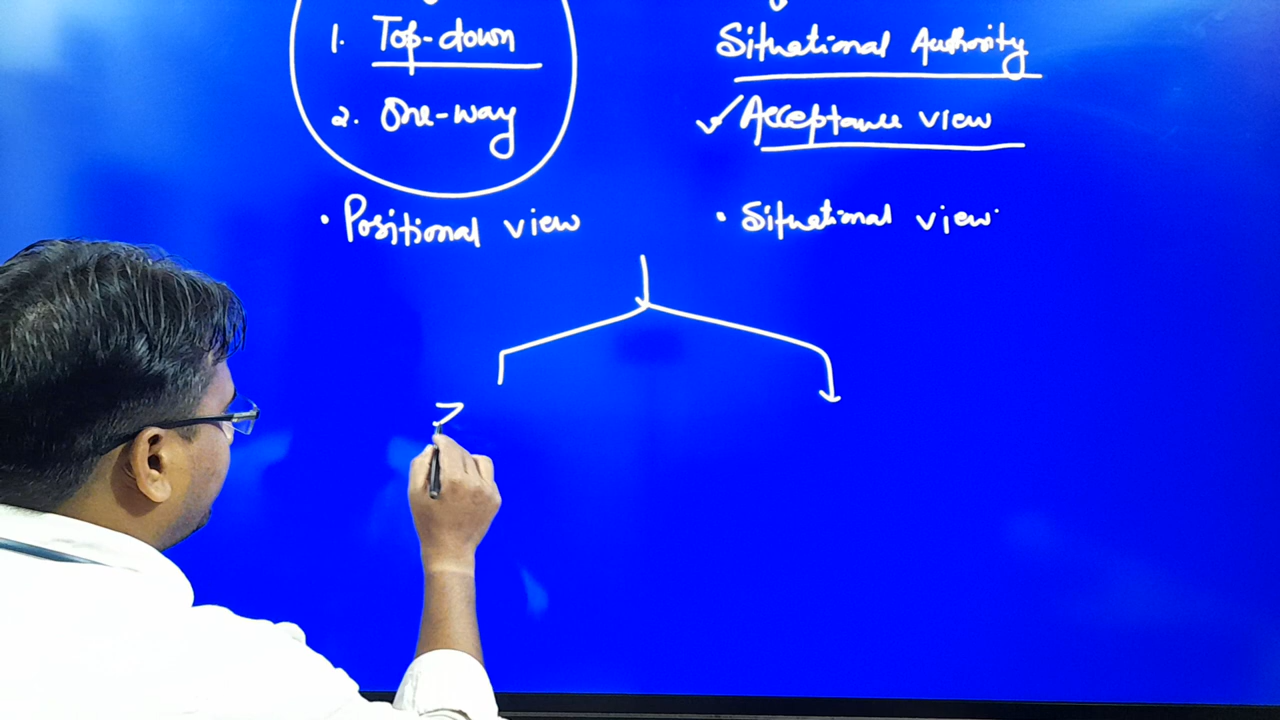 1. Top-down
2. One-way
• Positional view
Situational Authority
✓ Acceptance view
• Situational view